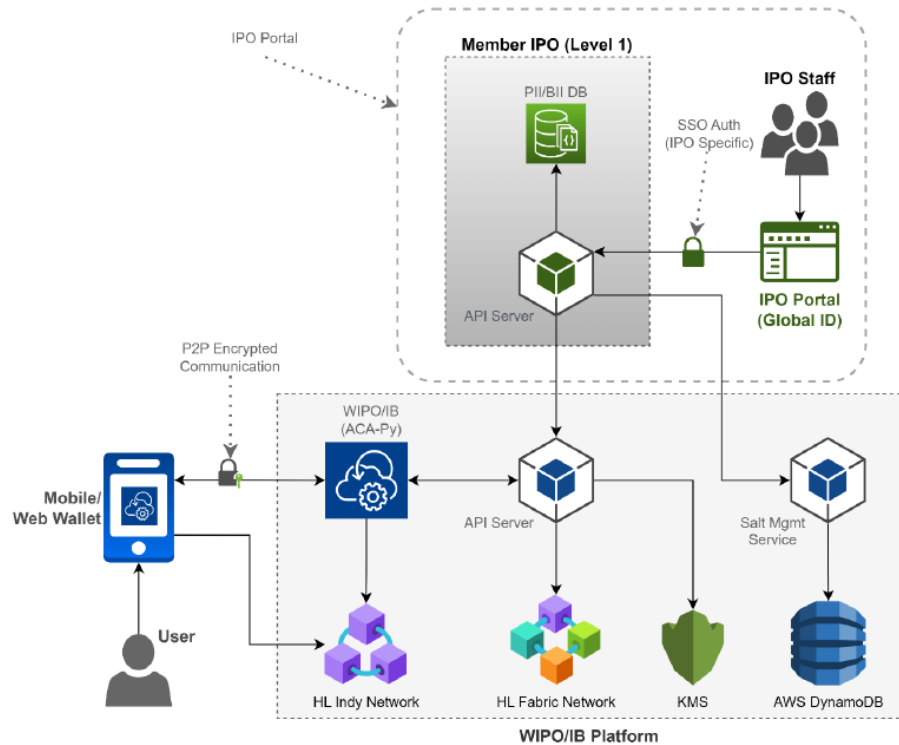 IPO Portal
Member IPO (Level 1)
PII/BII DB
IPO Staff
SSO Auth
(IPO Specific)
API Server
IPO Portal
(Global ID)
P2P Encrypted
Communication
WIPO/IB
(ACA-Py)
Mobile/
Web Wallet
API Server
Salt Mgmt
Service
User
HL Indy Network
HL Fabric Network
KMS
AWS DynamoDB
WIPO/IB Platform